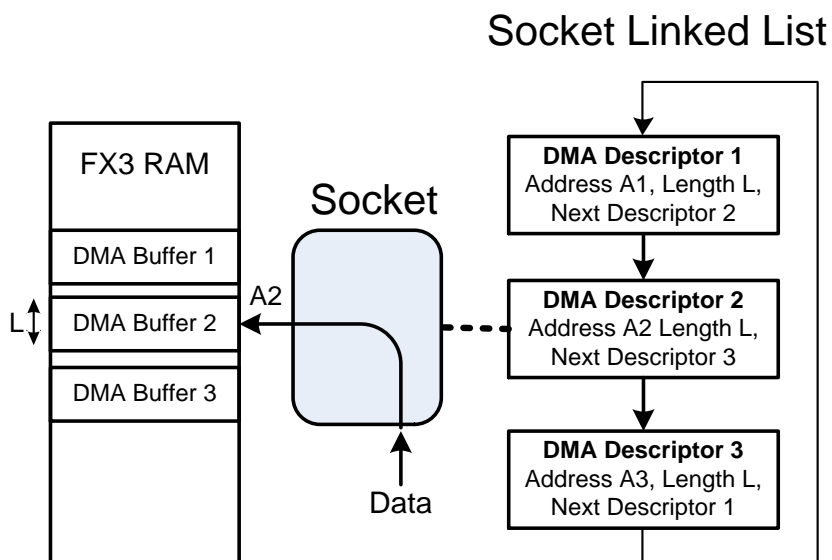 Socket Linked List
FX3 RAM
DMA Buffer 1
DMA Buffer 2
DMA Buffer 3
L
A2
Socket
Data
DMA Descriptor 1
Address A1, Length L,
Next Descriptor 2
DMA Descriptor 2
Address A2 Length L,
Next Descriptor 3
DMA Descriptor 3
Address A3, Length L,
Next Descriptor 1